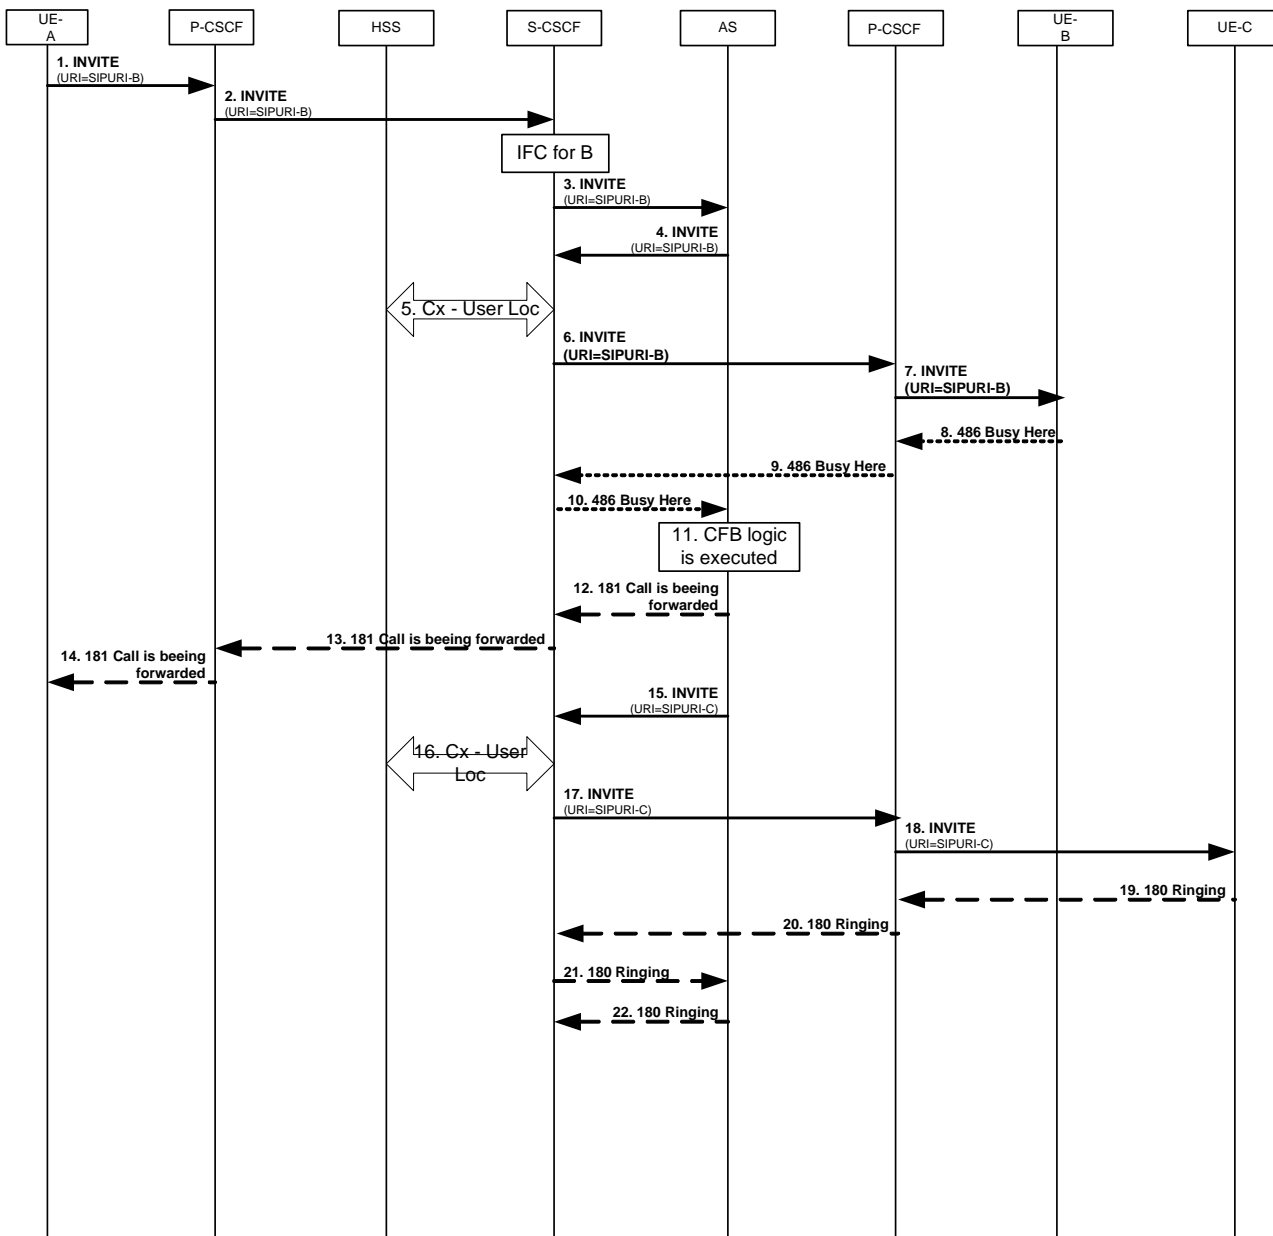 UE-
A
P-CSCF
HSS
S-CSCF
AS
P-CSCF
UE-
B
UE-C
1. INVITE
(URI=SIPURI-B)
2. INVITE
(URI=SIPURI-B)
IFC for B
3. INVITE
(URI=SIPURI-B)
4. INVITE
(URI=SIPURI-B)
5. Cx - User Loc
6. INVITE
(URI=SIPURI-B)
7. INVITE
(URI=SIPURI-B)
8. 486 Busy Here
9. 486 Busy Here
10. 486 Busy Here
11. CFB logic
is executed
12. 181 Call is beeing
forwarded
13. 181 Call is beeing forwarded
14. 181 Call is beeing
forwarded
15. INVITE
(URI=SIPURI-C)
16. Cx - User
Loc
17. INVITE
(URI=SIPURI-C)
18. INVITE
(URI=SIPURI-C)
19. 180 Ringing
20. 180 Ringing
21. 180 Ringing
22. 180 Ringing